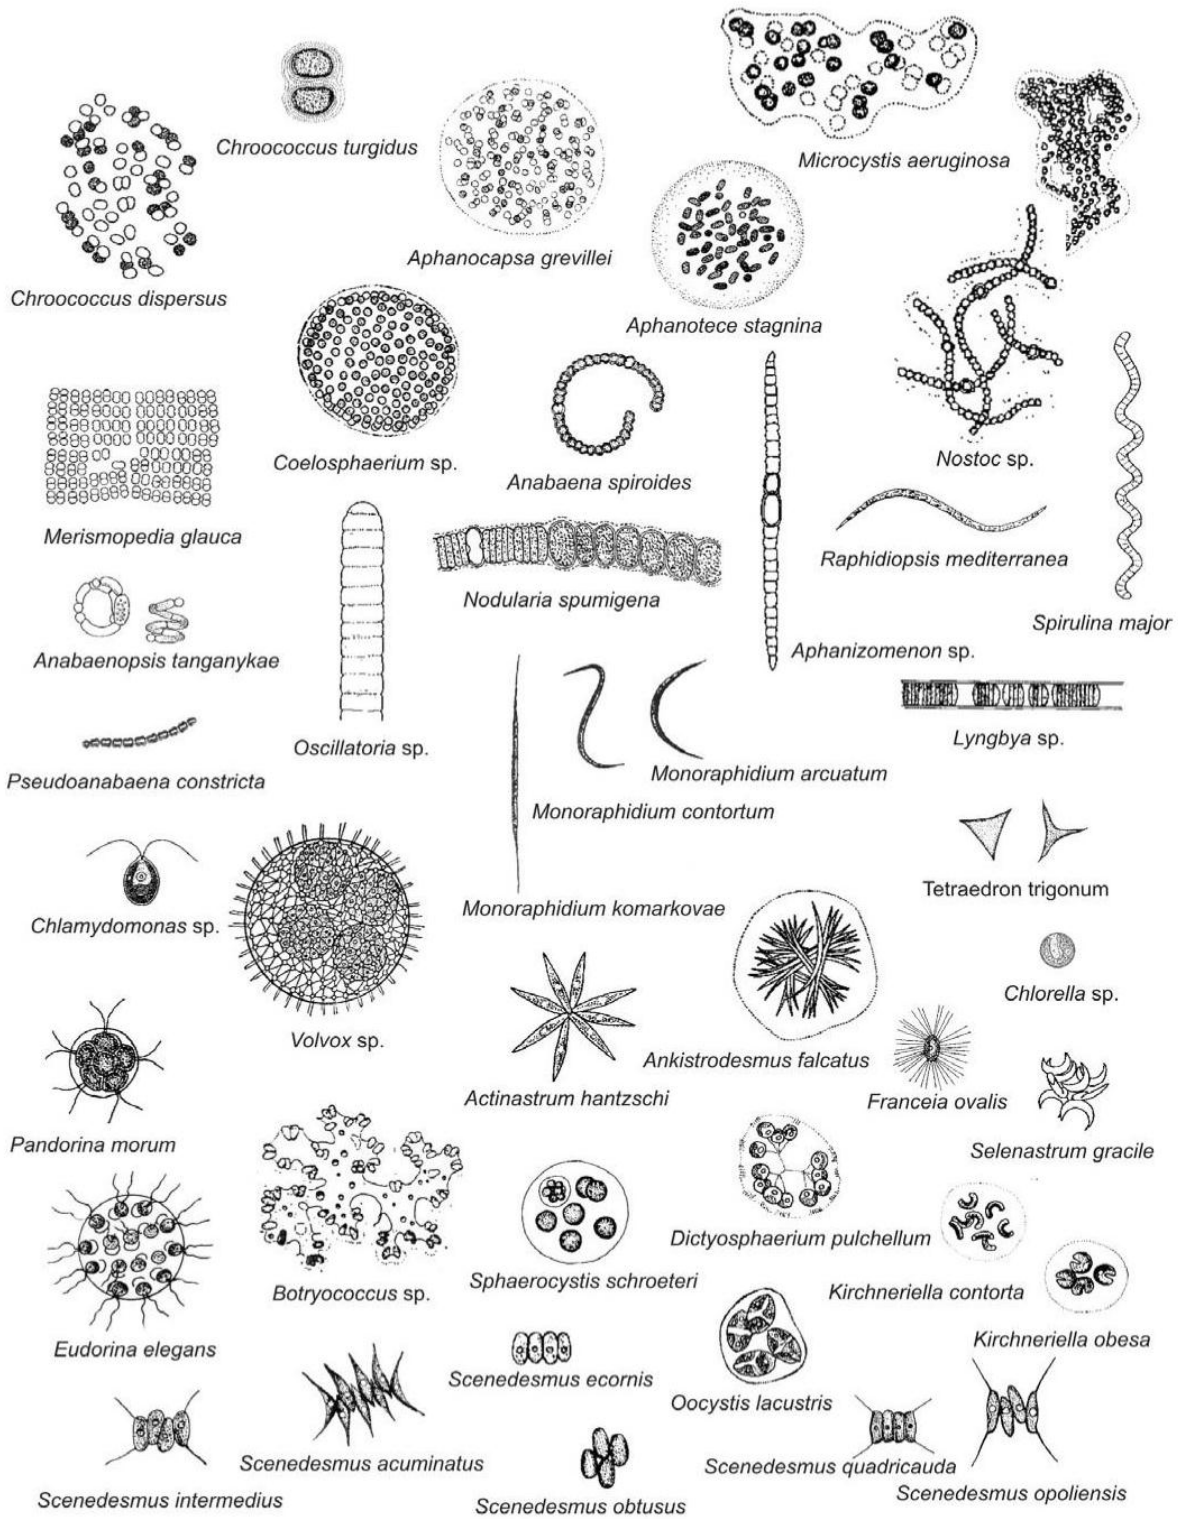 Chroococcus turgidus
Microcystis aeruginosa
Aphanocapsa grevillei
Chroococcus dispersus
Aphanotece stagnina
Coelosphaerium sp.
Anabaena spiroides
Nostoc sp.
Merismopedia glauca
Raphidiopsis mediterranea
Nodularia spumigena
Spirulina major
Anabaenopsis tanganykae
Aphanizomenon sp.
Oscillatoria sp.
Lyngbya sp.
Pseudoanabaena constricta
Monoraphidium arcuatum
Monoraphidium contortum
Tetraedron trigonum
Chlamydomonas sp.
Monoraphidium komarkovae
Chlorella sp.
Volvox sp.
Ankistrodesmus falcatus
Actinastrum hantzschi
Franceia ovalis
Pandorina morum
Selenastrum gracile
Dictyosphaerium pulchellum
Sphaerocystis schroeteri
Botryococcus sp.
Kirchneriella contorta
Eudorina elegans
Kirchneriella obesa
Scenedesmus ecornis
Oocystis lacustris
Scenedesmus acuminatus
Scenedesmus quadricauda
Scenedesmus intermedius
Scenedesmus obtusus
Scenedesmus opoliensis